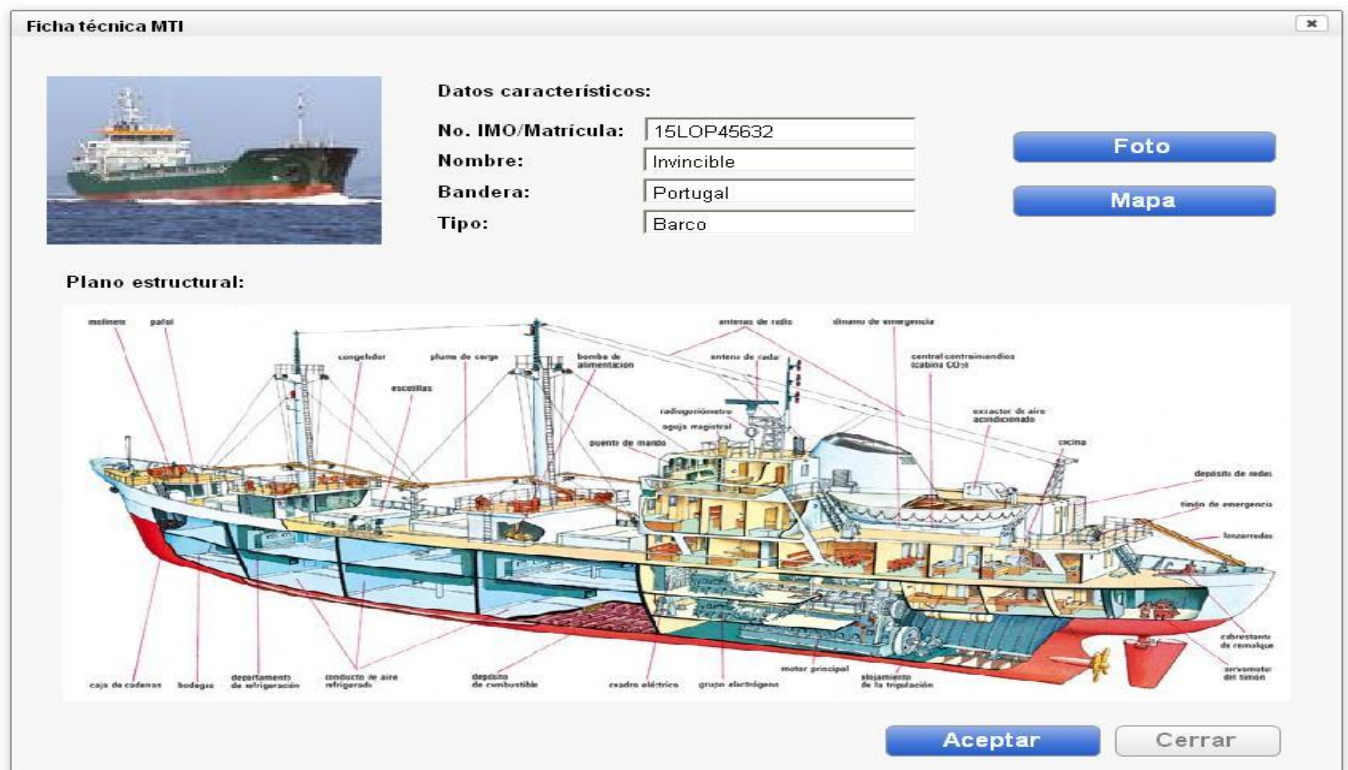 Ficha técnica MTI
Datos característicos:
No. IMO/Matrícula: 15LOP45632
Nombre: Invincible
Bandera: Portugal
Tipo: Barco
Foto
Mapa
Plano estructural:
molinete
pañol
antenas de radio
dinamo de emergencia
congelador
pluma de carga
bomba de
alimentación
antena de radar
central contraincendios
(cabina CO₂)
escotillas
radiogoniómetro
aguja magistral
puente de mando
extractor de aire
acondicionado
cocina
depósito de redes
timón de emergencia
lanzarredes
cabrestante
de remolque
servomotor
del timón
caja de cadenas
bodegas
departamento
de refrigeración
conducto de aire
refrigerado
depósito
de combustible
cuadro eléctrico
grupo electrógeno
motor principal
alojamiento
de la tripulación
Aceptar
Cerrar